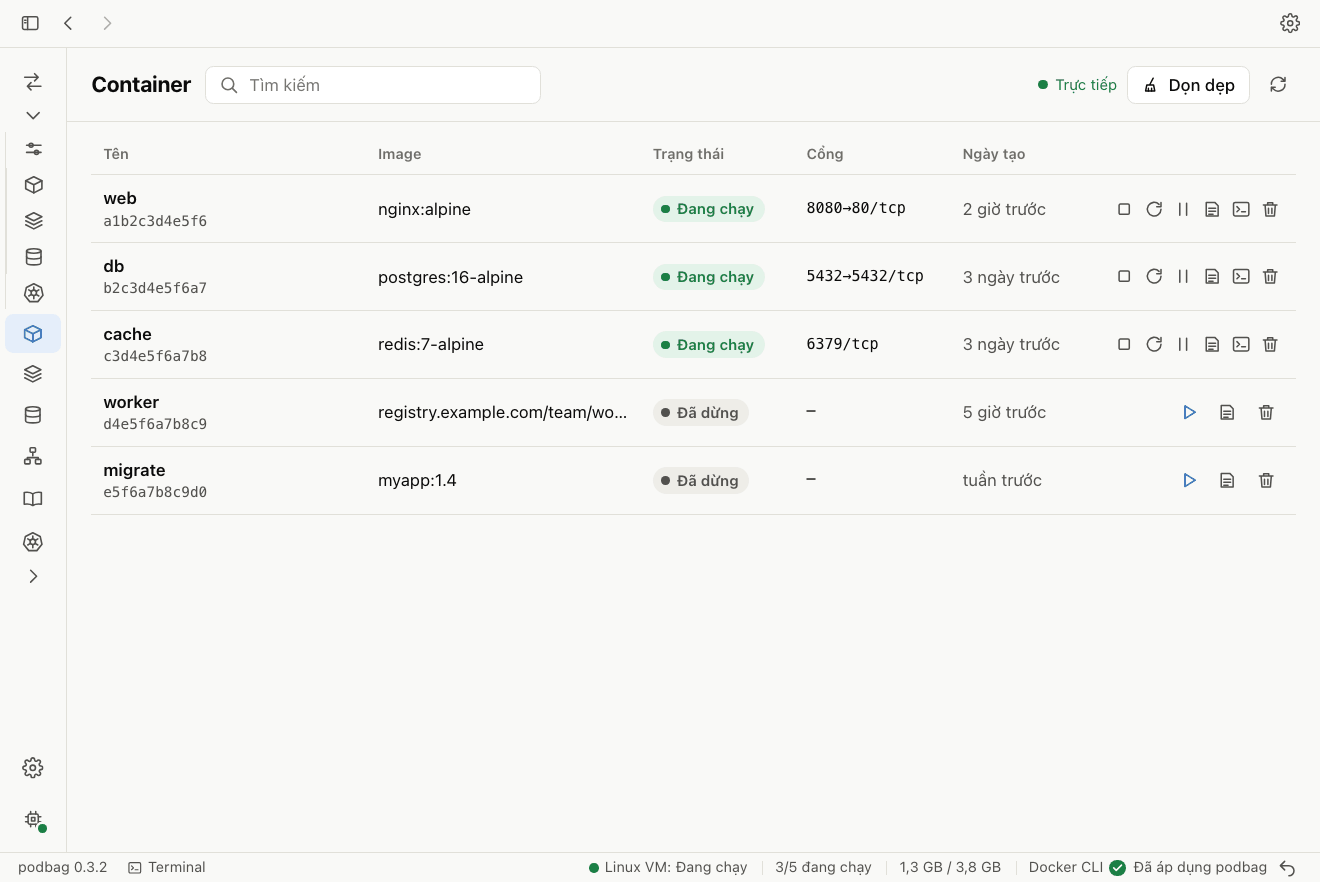 Container
Tìm kiếm
Trực tiếp
Dọn dẹp
Tên Image Trạng thái Cổng Ngày tạo
web
a1b2c3d4e5f6
nginx:alpine
Đang chạy
8080→80/tcp
2 giờ trước
db
b2c3d4e5f6a7
postgres:16-alpine
Đang chạy
5432→5432/tcp
3 ngày trước
cache
c3d4e5f6a7b8
redis:7-alpine
Đang chạy
6379/tcp
3 ngày trước
worker
d4e5f6a7b8c9
registry.example.com/team/wo...
Đã dừng
–
5 giờ trước
migrate
e5f6a7b8c9d0
myapp:1.4
Đã dừng
–
tuần trước
podbag 0.3.2 Terminal Linux VM: Đang chạy 3/5 đang chạy 1,3 GB / 3,8 GB Docker CLI Đã áp dụng podbag